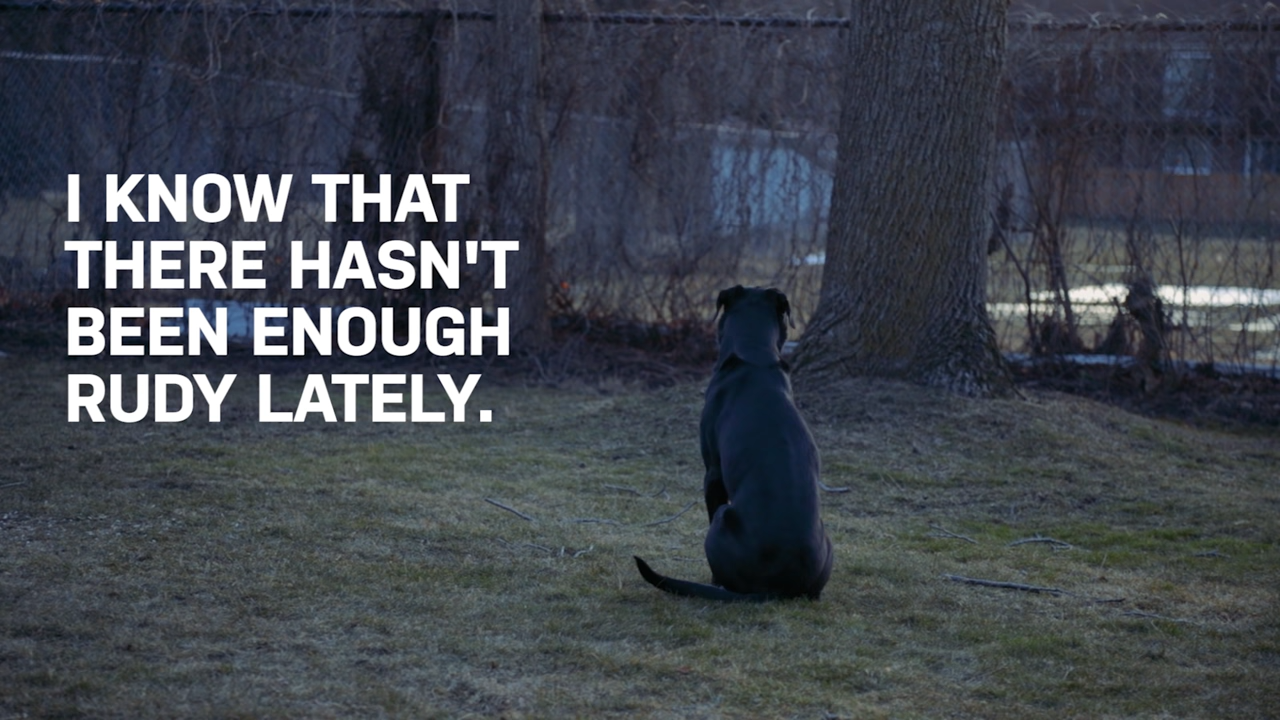 I KNOW THAT
THERE HASN'T
BEEN ENOUGH
RUDY LATELY.